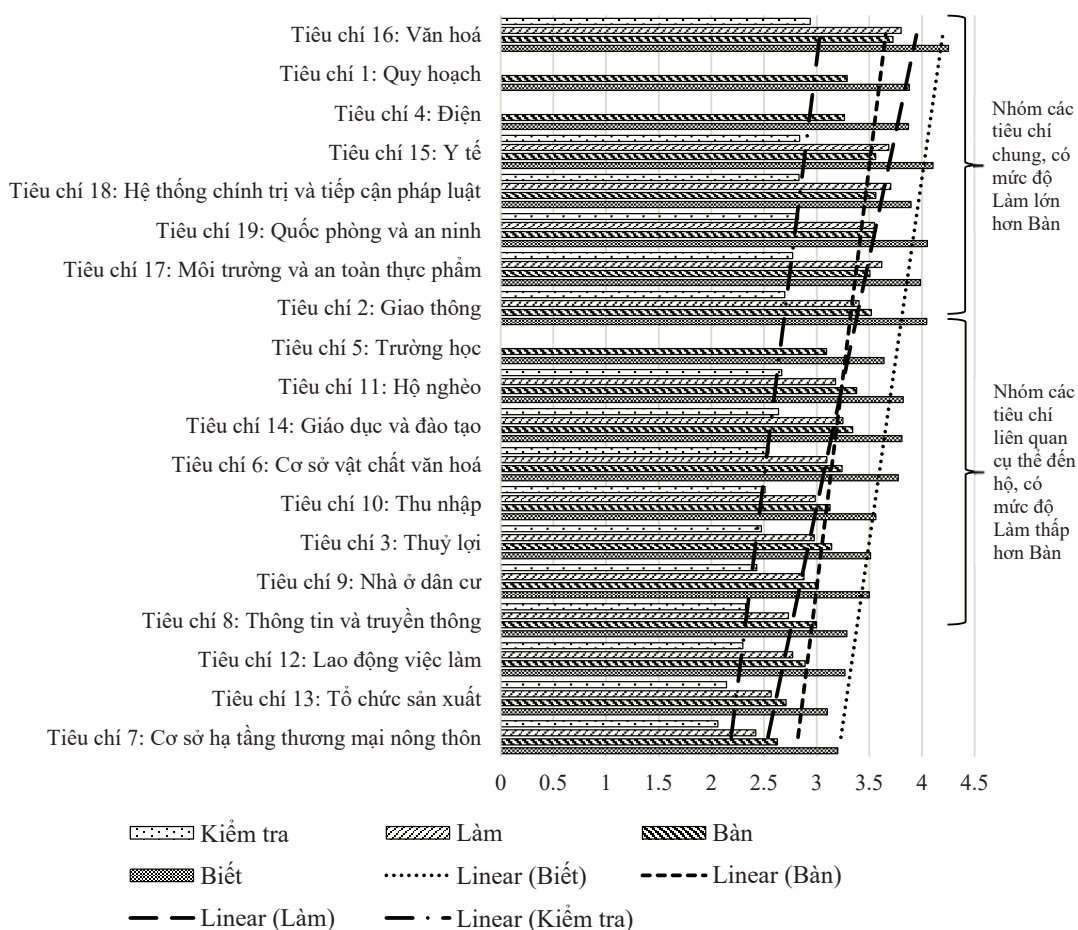 Tiêu chí 16: Văn hoá
Tiêu chí 1: Quy hoạch
Tiêu chí 4: Điện
Tiêu chí 15: Y tế
Tiêu chí 18: Hệ thống chính trị và tiếp cận pháp luật
Tiêu chí 19: Quốc phòng và an ninh
Tiêu chí 17: Môi trường và an toàn thực phẩm
Tiêu chí 2: Giao thông
Tiêu chí 5: Trường học
Tiêu chí 11: Hộ nghèo
Tiêu chí 14: Giáo dục và đào tạo
Tiêu chí 6: Cơ sở vật chất văn hoá
Tiêu chí 10: Thu nhập
Tiêu chí 3: Thuỷ lợi
Tiêu chí 9: Nhà ở dân cư
Tiêu chí 8: Thông tin và truyền thông
Tiêu chí 12: Lao động việc làm
Tiêu chí 13: Tổ chức sản xuất
Tiêu chí 7: Cơ sở hạ tầng thương mại nông thôn
Nhóm các
tiêu chí
chung, có
mức độ
Làm lớn
hơn Bàn
Nhóm các
tiêu chí
liên quan
cụ thể đến
hộ, có
mức độ
Làm thấp
hơn Bàn
0 0.5 1 1.5 2 2.5 3 3.5 4 4.5
Kiểm tra Làm Bàn
Biết Linear (Biết) Linear (Bàn)
Linear (Làm) Linear (Kiểm tra)